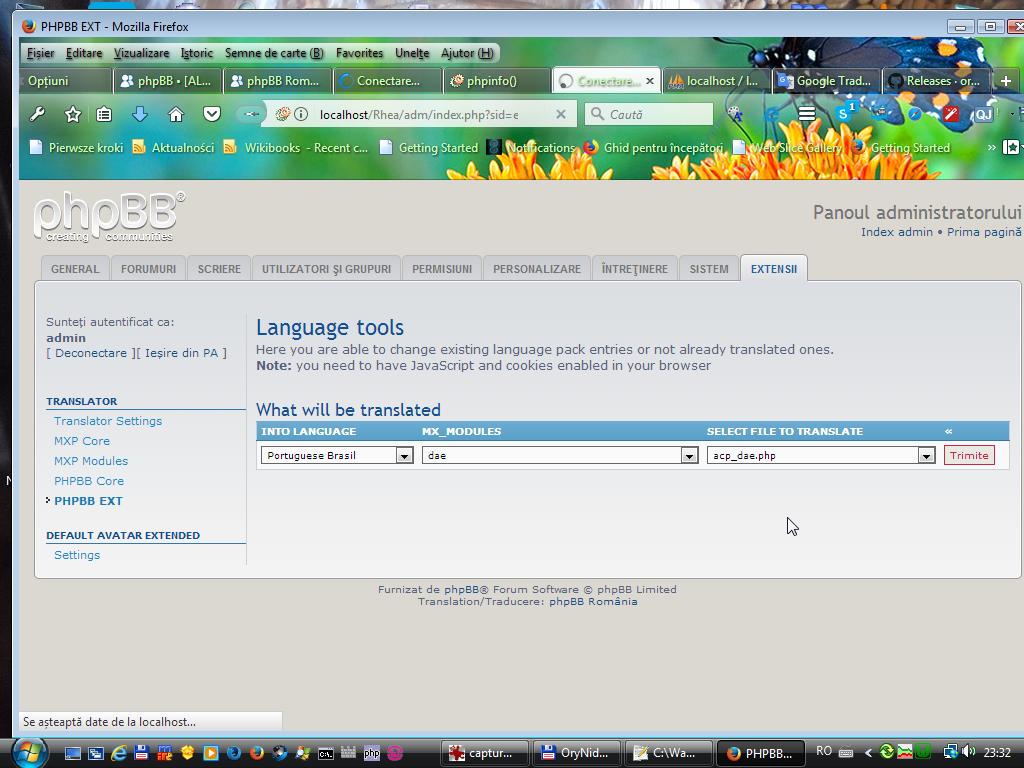 PHPBB EXT - Mozilla Firefox
Fișier Editare Vizualizare Istoric Semne de carte (B) Favorites Unelte Ajutor (H)
Opțiuni phpBB • [AL... phpBB Rom... Conectare... phpinfo() Conectare... localhost / l... Google Trad... Releases · or...
localhost/Rhea/adm/index.php?sid=e Caută
Pierwsze kroki Aktualności Wikibooks - Recent c... Getting Started Notifications Ghid pentru începători Web Slice Gallery Getting Started
phpBB®
creating communities
Panoul administratorului
Index admin • Prima pagină
GENERAL FORUMURI SCRIERE UTILIZATORI ŞI GRUPURI PERMISIUNI PERSONALIZARE ÎNTREŢINERE SISTEM EXTENSII
Sunteți autentificat ca:
admin
[ Deconectare ][ Ieșire din PA ]
TRANSLATOR
Translator Settings
MXP Core
MXP Modules
PHPBB Core
PHPBB EXT
DEFAULT AVATAR EXTENDED
Settings
Language tools
Here you are able to change existing language pack entries or not already translated ones.
Note: you need to have JavaScript and cookies enabled in your browser
What will be translated
INTO LANGUAGE MX_MODULES SELECT FILE TO TRANSLATE «
Portuguese Brasil dae acp_dae.php Trimite
Furnizat de phpBB® Forum Software © phpBB Limited
Translation/Traducere: phpBB România
Se așteaptă date de la localhost...
captur... OryNid... C:\Wa... PHPBB... RO 23:32